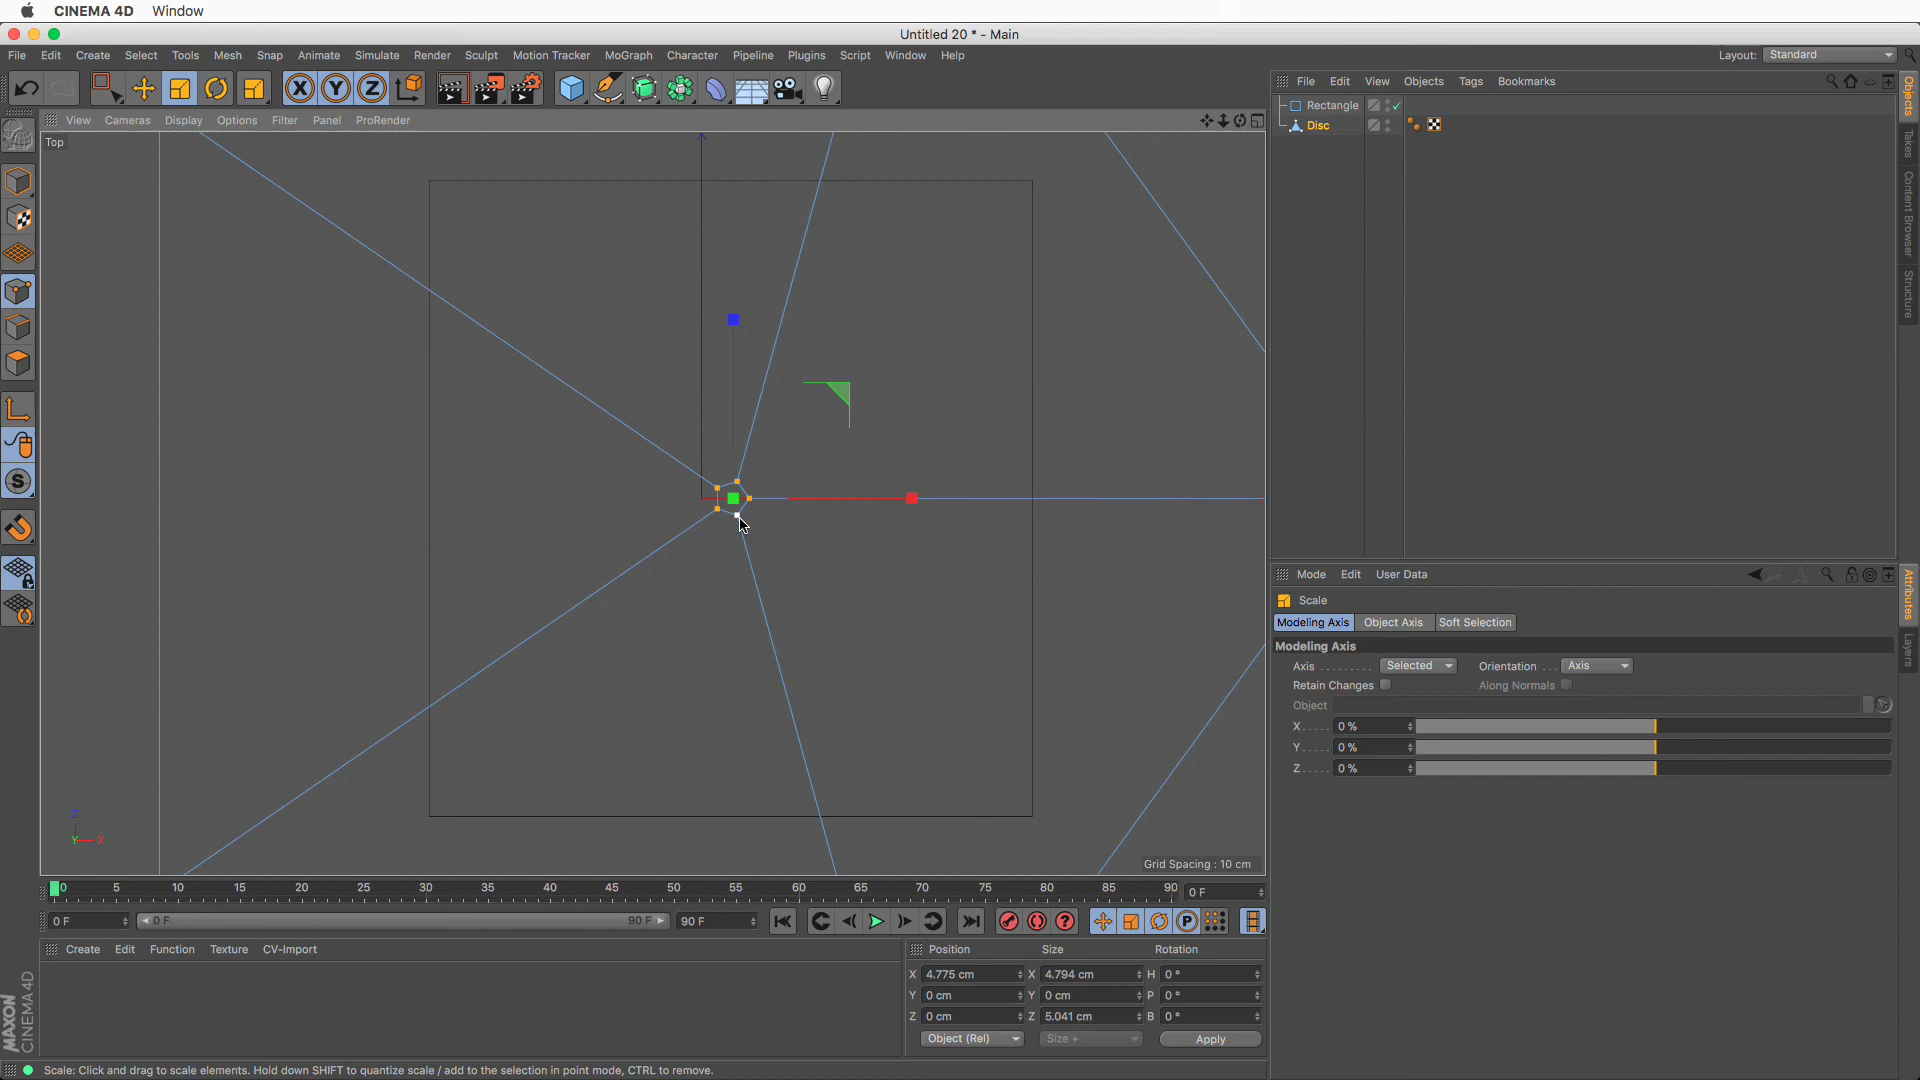 CINEMA 4D Window
Untitled 20 * - Main
File Edit Create Select Tools Mesh Snap Animate Simulate Render Sculpt Motion Tracker MoGraph Character Pipeline Plugins Script Window Help
Layout: Standard
X Y Z
File Edit View Objects Tags Bookmarks
View Cameras Display Options Filter Panel ProRender
Top
Rectangle
Disc
Objects
Takes
Content Browser
Structure
S
Z
Y X
Grid Spacing : 10 cm
Mode Edit User Data
Scale
Modeling Axis Object Axis Soft Selection
Modeling Axis
Axis ........ Selected Orientation ... Axis
Retain Changes Along Normals
Object
X ..... 0 %
Y ..... 0 %
Z ..... 0 %
Attributes
Layers
0 5 10 15 20 25 30 35 40 45 50 55 60 65 70 75 80 85 90 0 F
0 F 0 F 90 F 90 F
? P
Create Edit Function Texture CV-Import
Position Size Rotation
X 4.775 cm X 4.794 cm H 0 °
Y 0 cm Y 0 cm P 0 °
Z 0 cm Z 5.041 cm B 0 °
Object (Rel) Size + Apply
MAXON
CINEMA 4D
Scale: Click and drag to scale elements. Hold down SHIFT to quantize scale / add to the selection in point mode, CTRL to remove.